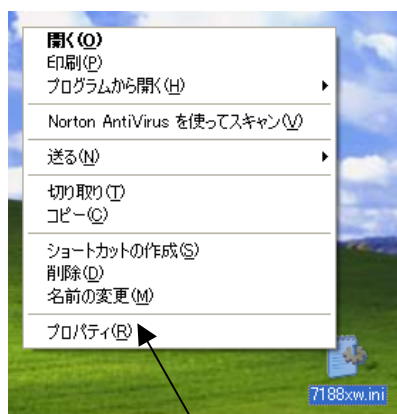 開く(O)
印刷(P)
プログラムから開く(H)
Norton AntiVirus を使ってスキャン(V)
送る(N)
切り取り(T)
コピー(C)
ショートカットの作成(S)
削除(D)
名前の変更(M)
プロパティ(R)
7188xw.ini